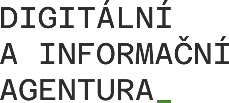 DIGITÁLNÍ
A INFORMAČNÍ
AGENTURA_